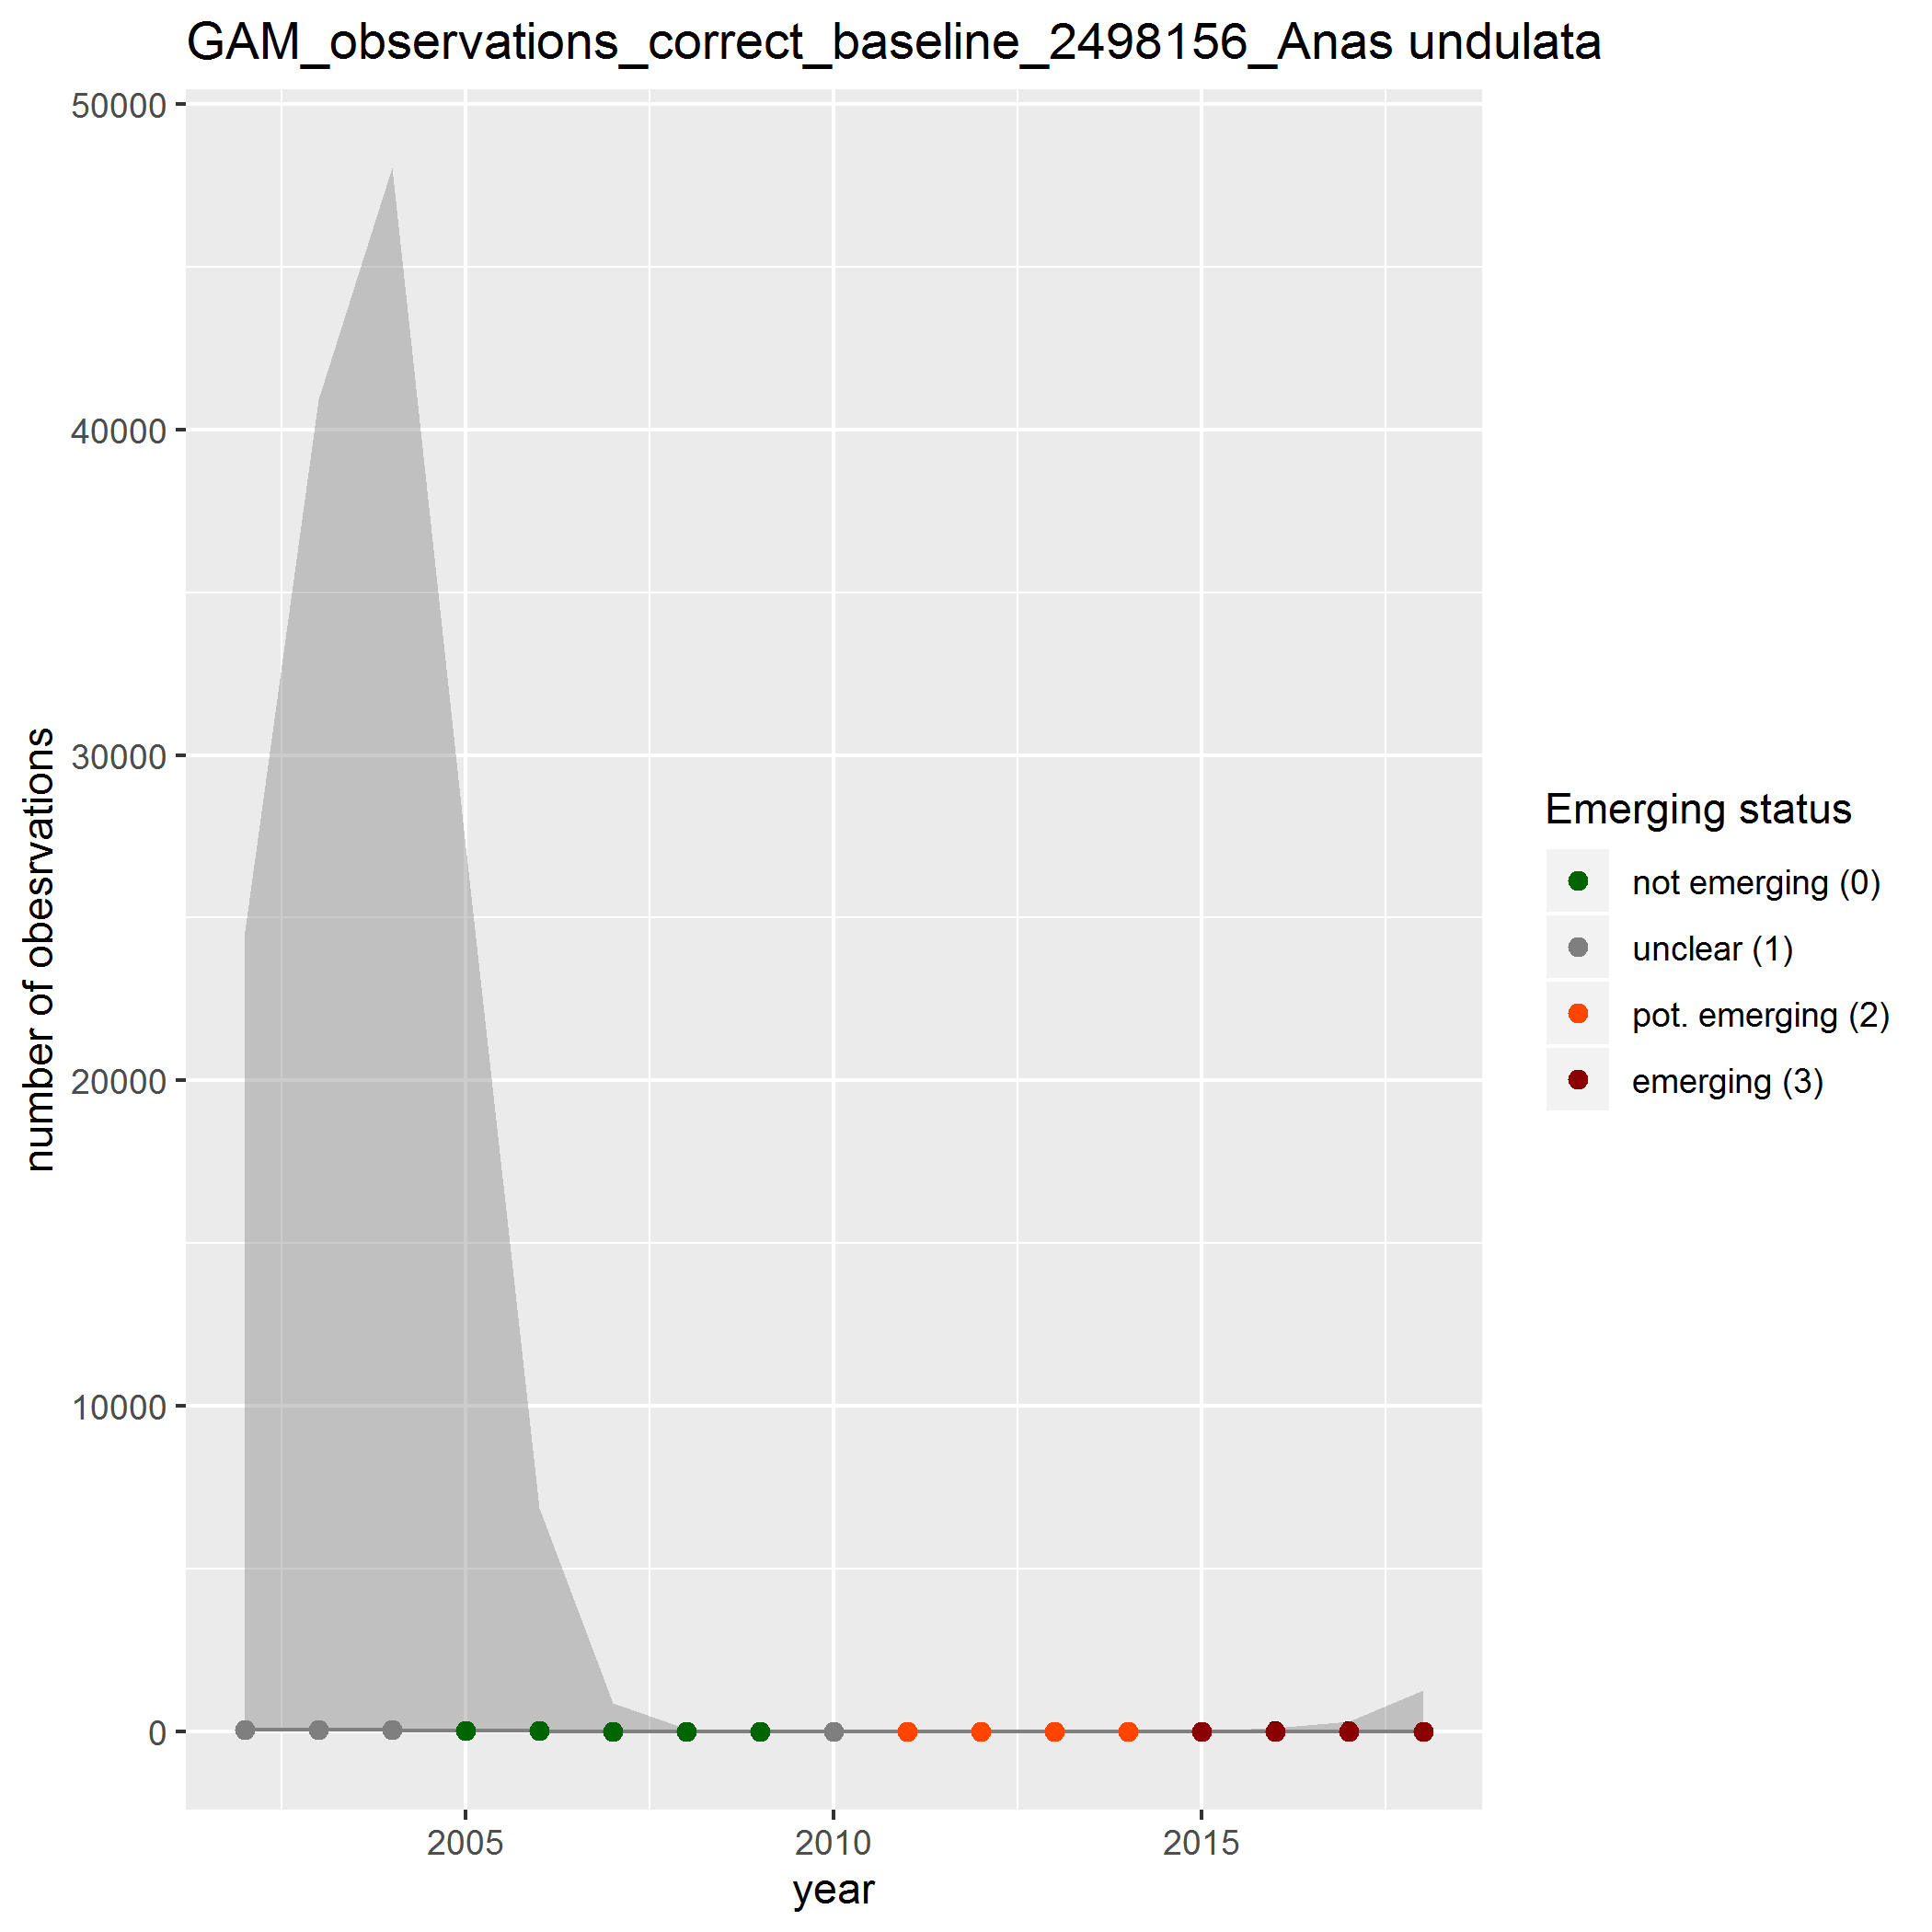 GAM_observations_correct_baseline_2498156_Anas undulata
50000
40000
30000
20000
10000
0
number of obesrvations
2005 2010 2015
year
Emerging status
not emerging (0)
unclear (1)
pot. emerging (2)
emerging (3)